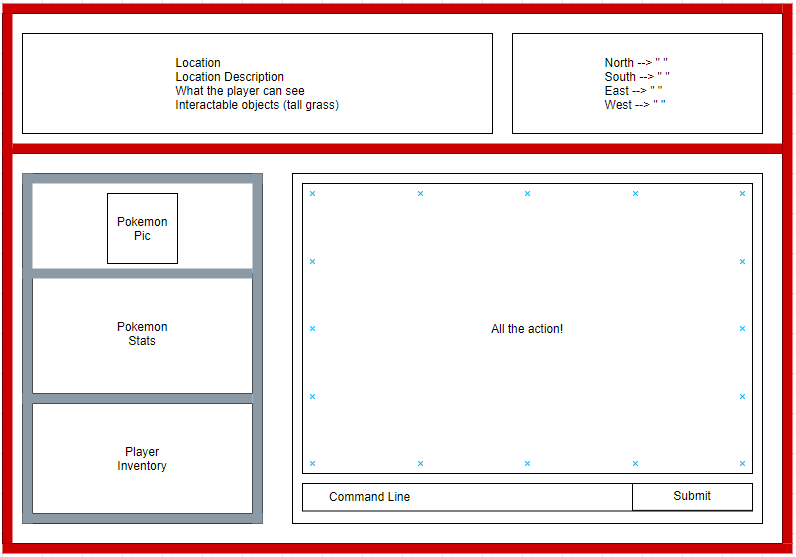 Location
Location Description
What the player can see
Interactable objects (tall grass)
North --> " "
South --> " "
East --> " "
West --> " "
Pokemon
Pic
Pokemon
Stats
Player
Inventory
All the action!
Command Line
Submit